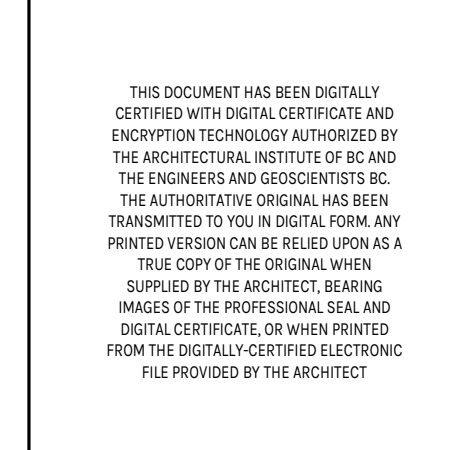 THIS DOCUMENT HAS BEEN DIGITALLY
CERTIFIED WITH DIGITAL CERTIFICATE AND
ENCRYPTION TECHNOLOGY AUTHORIZED BY
THE ARCHITECTURAL INSTITUTE OF BC AND
THE ENGINEERS AND GEOSCIENTISTS BC.
THE AUTHORITATIVE ORIGINAL HAS BEEN
TRANSMITTED TO YOU IN DIGITAL FORM. ANY
PRINTED VERSION CAN BE RELIED UPON AS A
TRUE COPY OF THE ORIGINAL WHEN
SUPPLIED BY THE ARCHITECT, BEARING
IMAGES OF THE PROFESSIONAL SEAL AND
DIGITAL CERTIFICATE, OR WHEN PRINTED
FROM THE DIGITALLY-CERTIFIED ELECTRONIC
FILE PROVIDED BY THE ARCHITECT